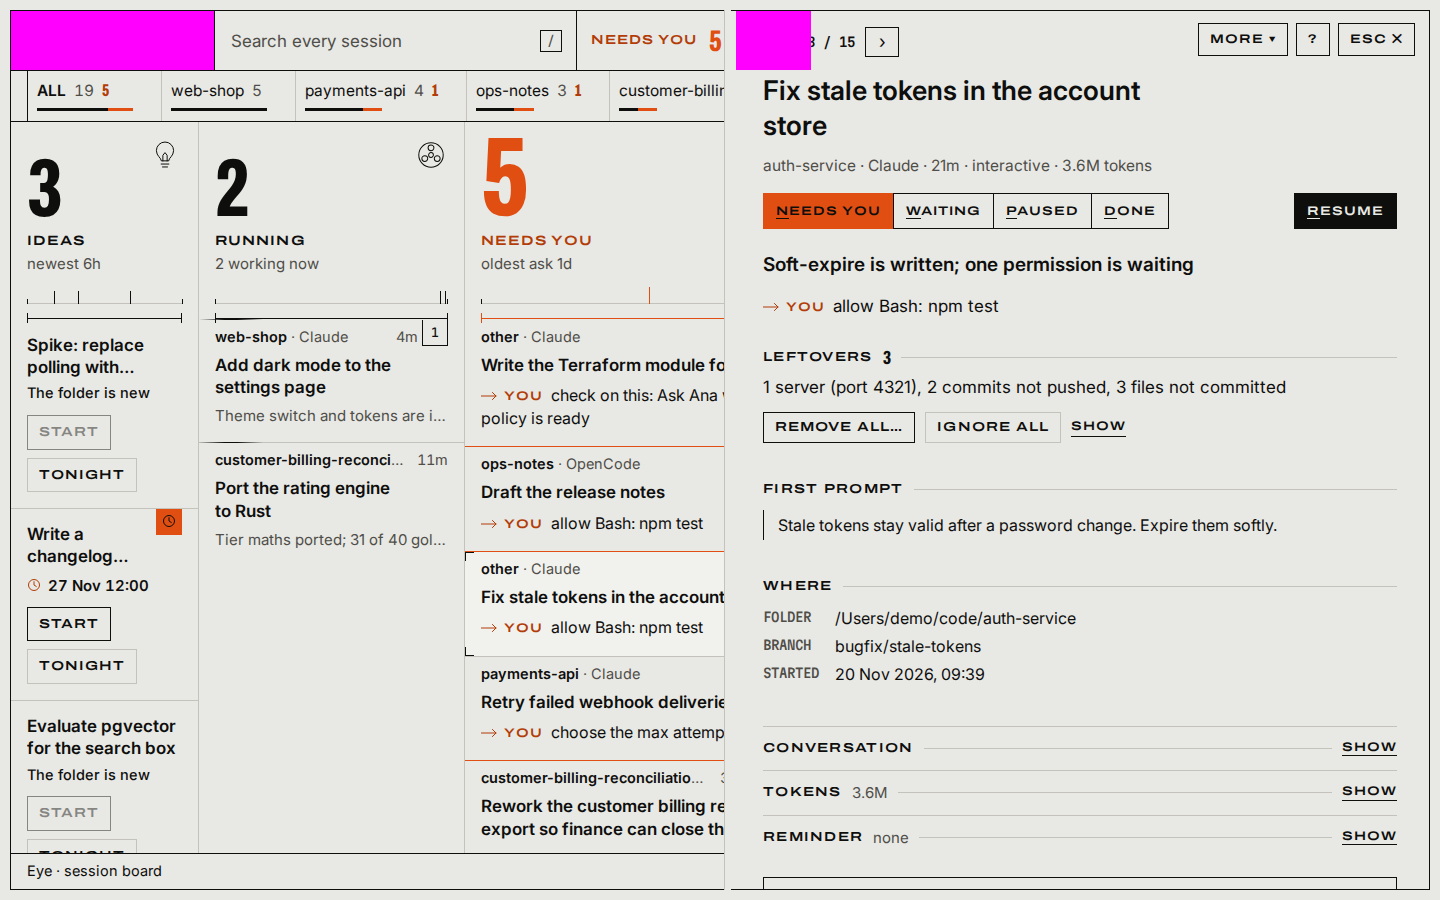 Search every session
/
NEEDS YOU 5
/ 15
›
MORE ▾
?
ESC ✕
ALL 19 5
web-shop 5
payments-api 4 1
ops-notes 3 1
customer-billin
3
IDEAS
newest 6h
Spike: replace
polling with…
The folder is new
START
TONIGHT
Write a
changelog…
27 Nov 12:00
START
TONIGHT
Evaluate pgvector
for the search box
The folder is new
START
TONIGHT
2
RUNNING
2 working now
web-shop · Claude 4m 1
Add dark mode to the
settings page
Theme switch and tokens are i…
customer-billing-reconci… 11m
Port the rating engine
to Rust
Tier maths ported; 31 of 40 gol…
5
NEEDS YOU
oldest ask 1d
other · Claude
Write the Terraform module fo
→ YOU check on this: Ask Ana
policy is ready
ops-notes · OpenCode
Draft the release notes
→ YOU allow Bash: npm test
other · Claude
Fix stale tokens in the account
→ YOU allow Bash: npm test
payments-api · Claude
Retry failed webhook deliverie
→ YOU choose the max attemp
customer-billing-reconciliatio…
Rework the customer billing re
export so finance can close th
Eye · session board
Fix stale tokens in the account
store
auth-service · Claude · 21m · interactive · 3.6M tokens
NEEDS YOU
WAITING
PAUSED
DONE
RESUME
Soft-expire is written; one permission is waiting
→ YOU allow Bash: npm test
LEFTOVERS 3
1 server (port 4321), 2 commits not pushed, 3 files not committed
REMOVE ALL…
IGNORE ALL
SHOW
FIRST PROMPT
Stale tokens stay valid after a password change. Expire them softly.
WHERE
FOLDER /Users/demo/code/auth-service
BRANCH bugfix/stale-tokens
STARTED 20 Nov 2026, 09:39
CONVERSATION SHOW
TOKENS 3.6M SHOW
REMINDER none SHOW